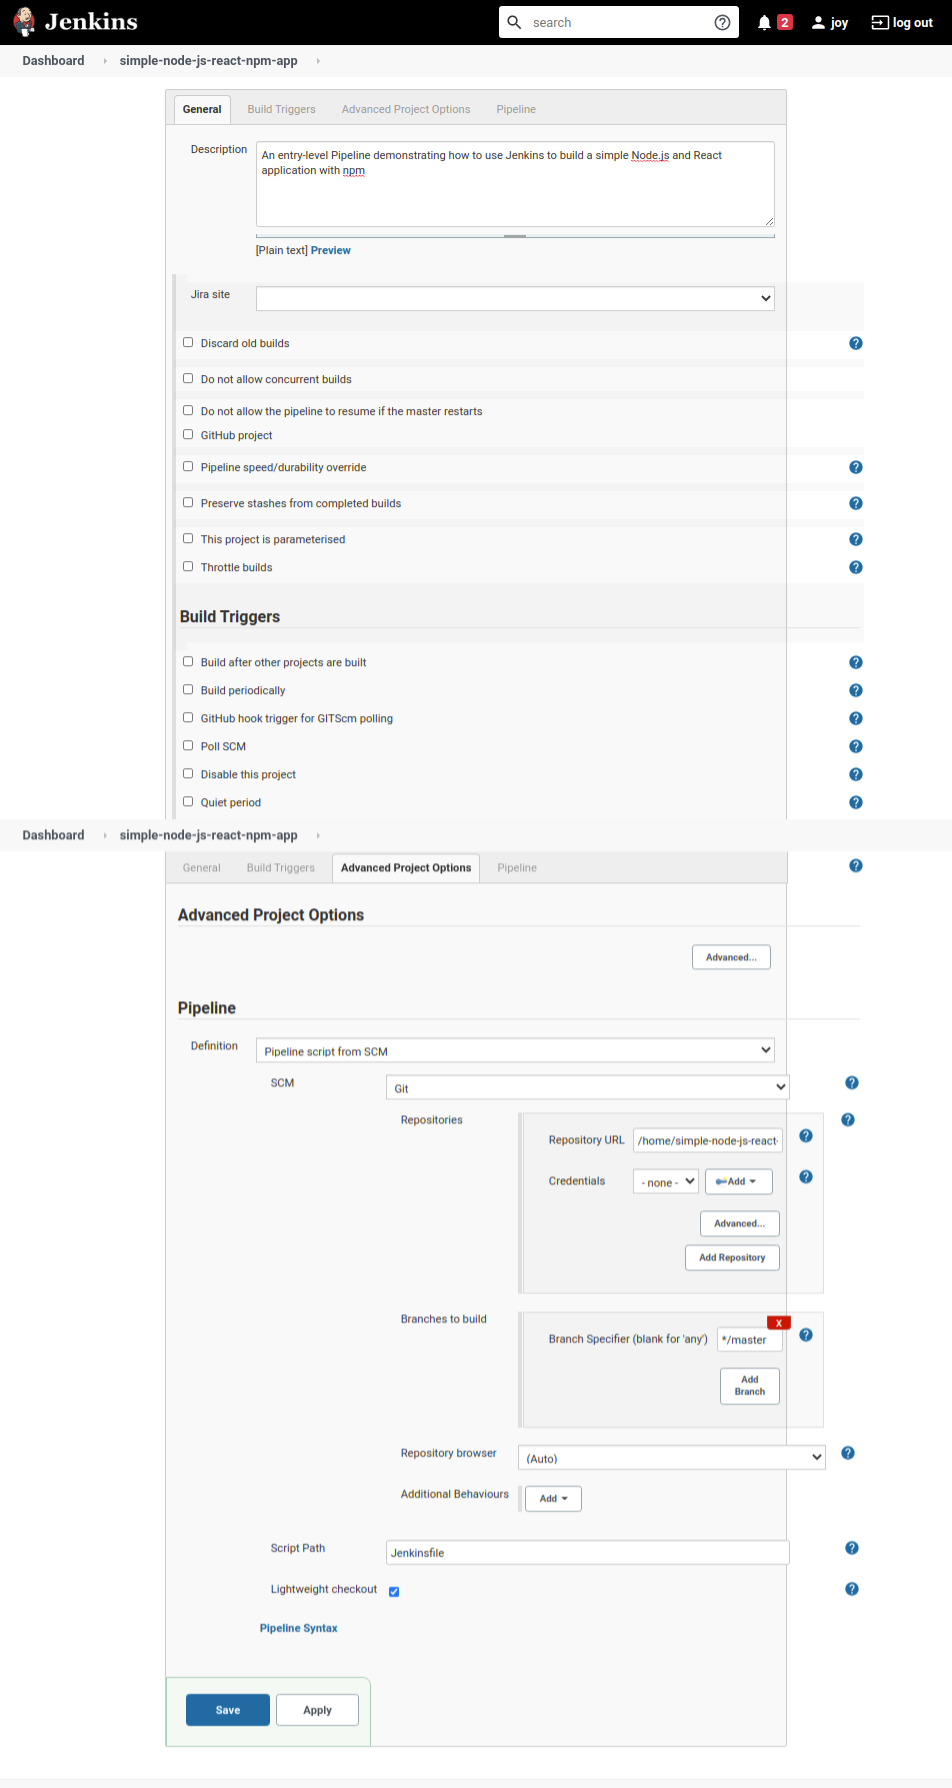 Jenkins
search
2
joy
log out
Dashboard
simple-node-js-react-npm-app
General
Build Triggers
Advanced Project Options
Pipeline
Description
An entry-level Pipeline demonstrating how to use Jenkins to build a simple Node.js and React
application with npm
[Plain text] Preview
Jira site
Discard old builds
Do not allow concurrent builds
Do not allow the pipeline to resume if the master restarts
GitHub project
Pipeline speed/durability override
Preserve stashes from completed builds
This project is parameterised
Throttle builds
Build Triggers
Build after other projects are built
Build periodically
GitHub hook trigger for GITScm polling
Poll SCM
Disable this project
Quiet period
Dashboard
simple-node-js-react-npm-app
General
Build Triggers
Advanced Project Options
Pipeline
Advanced Project Options
Advanced...
Pipeline
Definition
Pipeline script from SCM
SCM
Git
Repositories
Repository URL
/home/simple-node-js-react-
Credentials
- none -
Add
Advanced...
Add Repository
Branches to build
X
Branch Specifier (blank for 'any')
*/master
Add
Branch
Repository browser
(Auto)
Additional Behaviours
Add
Script Path
Jenkinsfile
Lightweight checkout
Pipeline Syntax
Save
Apply